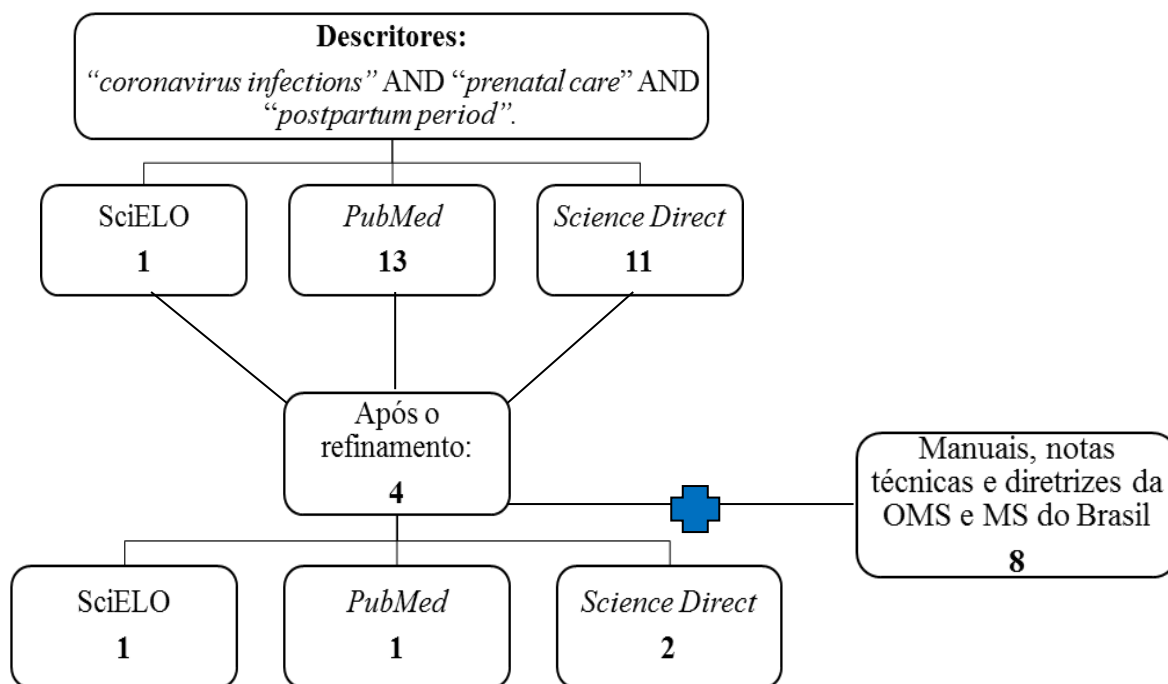 Descritores:
“coronavirus infections” AND “prenatal care” AND
“postpartum period”.
SciELO
1
PubMed
13
Science Direct
11
Após o
refinamento:
4
Manuais, notas
técnicas e diretrizes da
OMS e MS do Brasil
8
SciELO
1
PubMed
1
Science Direct
2